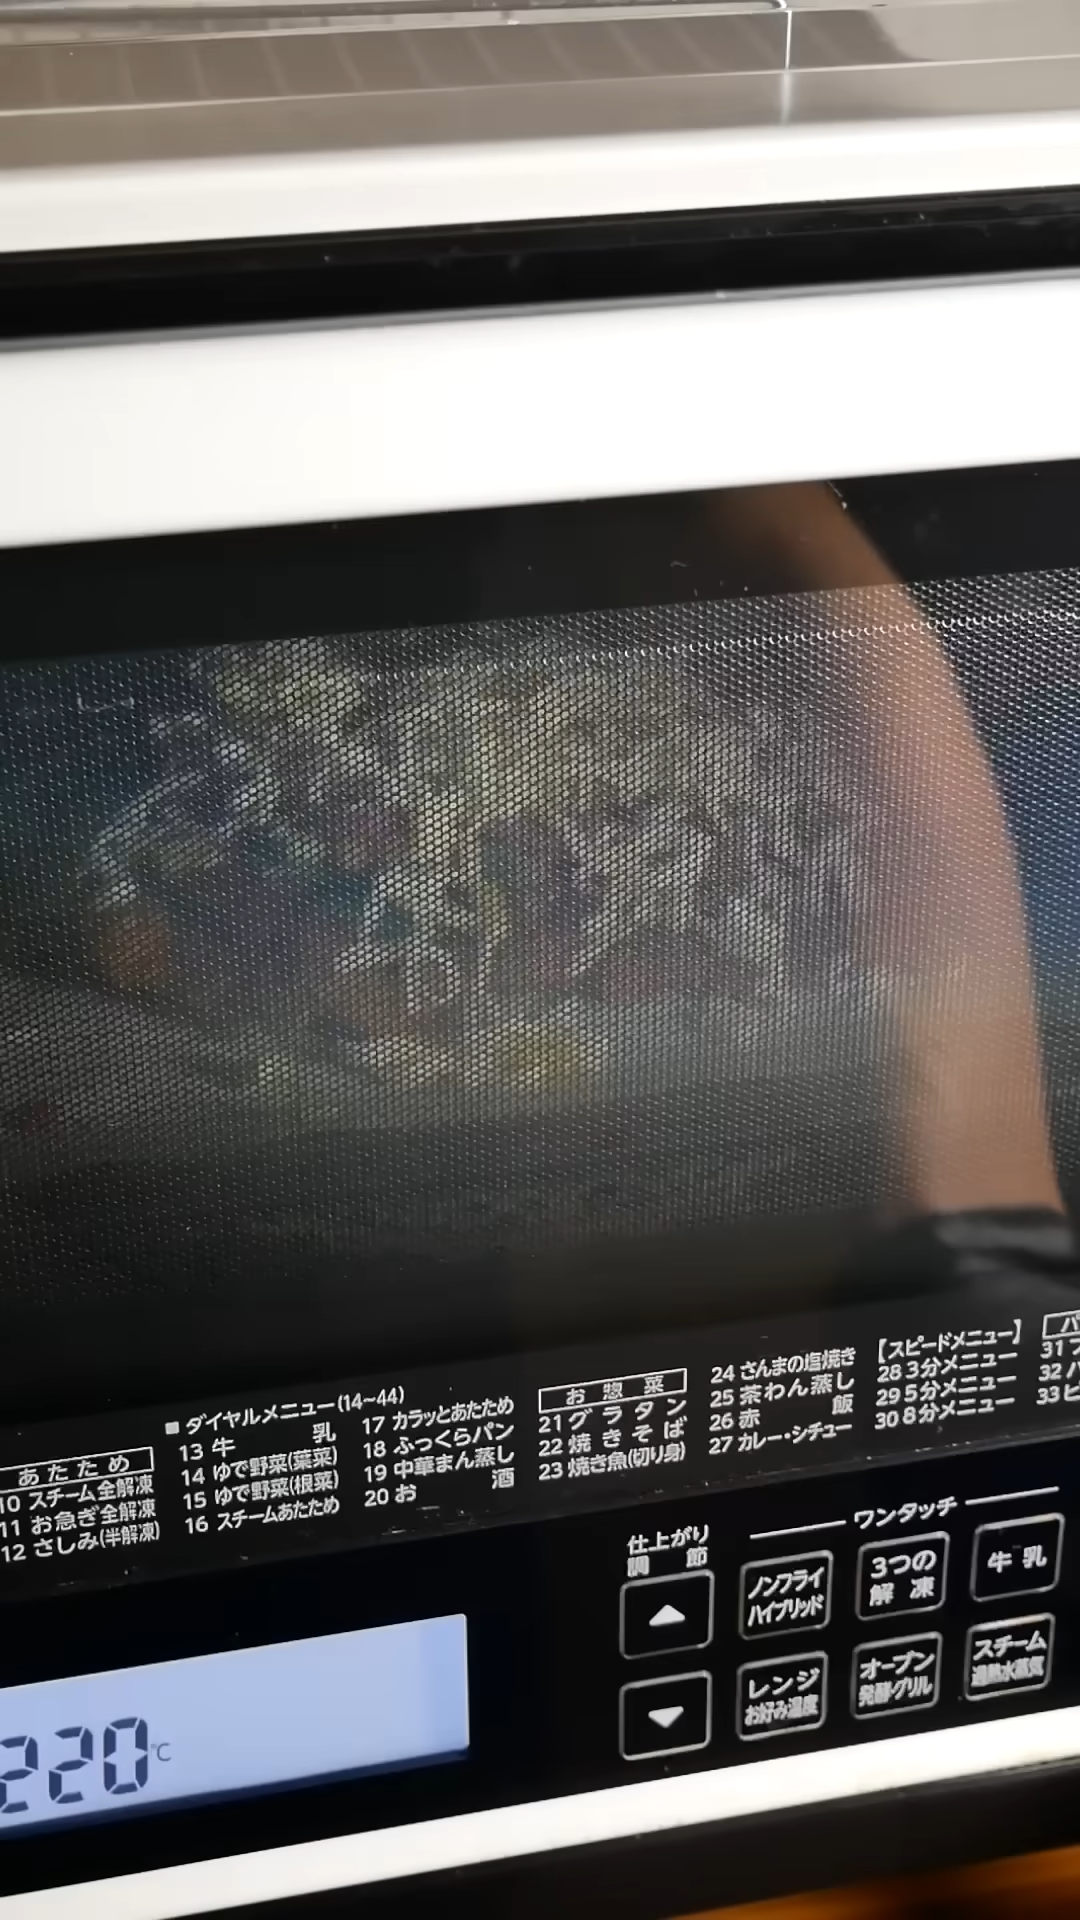 あたため
10 スチーム全解凍
11 お急ぎ全解凍
12 さしみ(半解凍)
■ ダイヤルメニュー(14~44)
13 牛乳
14 ゆで野菜(葉菜)
15 ゆで野菜(根菜)
16 スチームあたため
17 カラッとあたため
18 ふっくらパン
19 中華まん蒸し
20 お酒
お惣菜
21 グラタン
22 焼きそば
23 焼き魚(切り身)
24 さんまの塩焼き
25 茶わん蒸し
26 赤飯
27 カレー・シチュー
【スピードメニュー】
28 3分メニュー
29 5分メニュー
30 8分メニュー
パ
31
32
33
仕上がり
調節
ワンタッチ
ノンフライ
ハイブリッド
3つの
解凍
牛乳
レンジ
お好み温度
オーブン
発酵・グリル
スチーム
過熱水蒸気
220℃